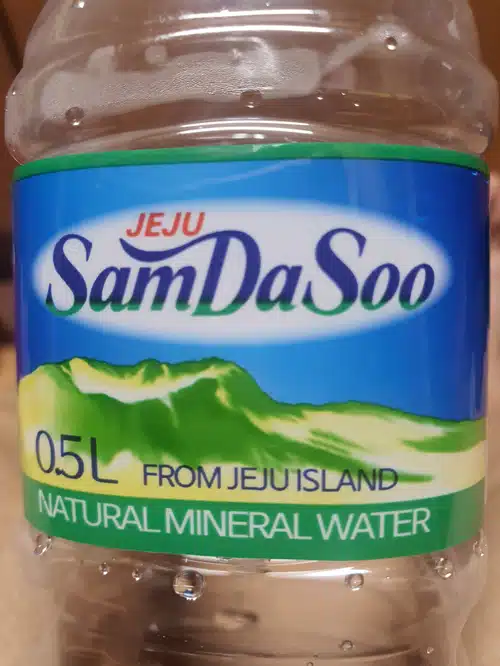 JEJU
SamDaSoo
0.5L FROM JEJU ISLAND
NATURAL MINERAL WATER